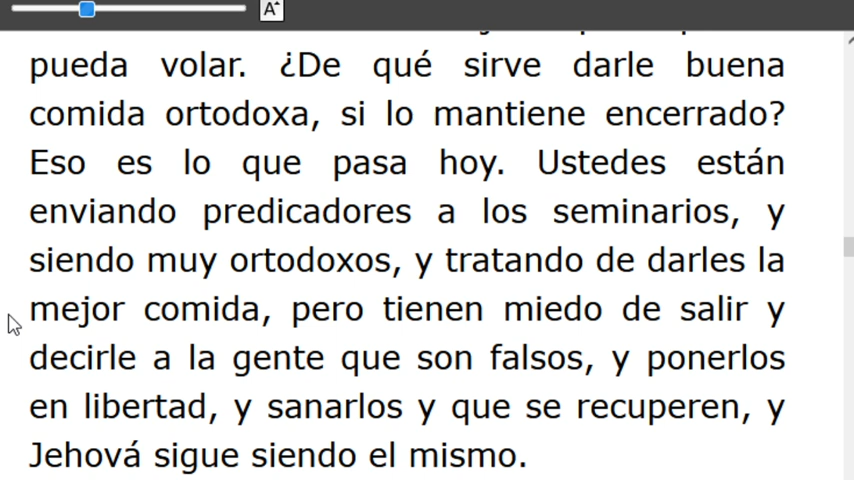 A
pueda volar. ¿De qué sirve darle buena
comida ortodoxa, si lo mantiene encerrado?
Eso es lo que pasa hoy. Ustedes están
enviando predicadores a los seminarios, y
siendo muy ortodoxos, y tratando de darles la
mejor comida, pero tienen miedo de salir y
decirle a la gente que son falsos, y ponerlos
en libertad, y sanarlos y que se recuperen, y
Jehová sigue siendo el mismo.